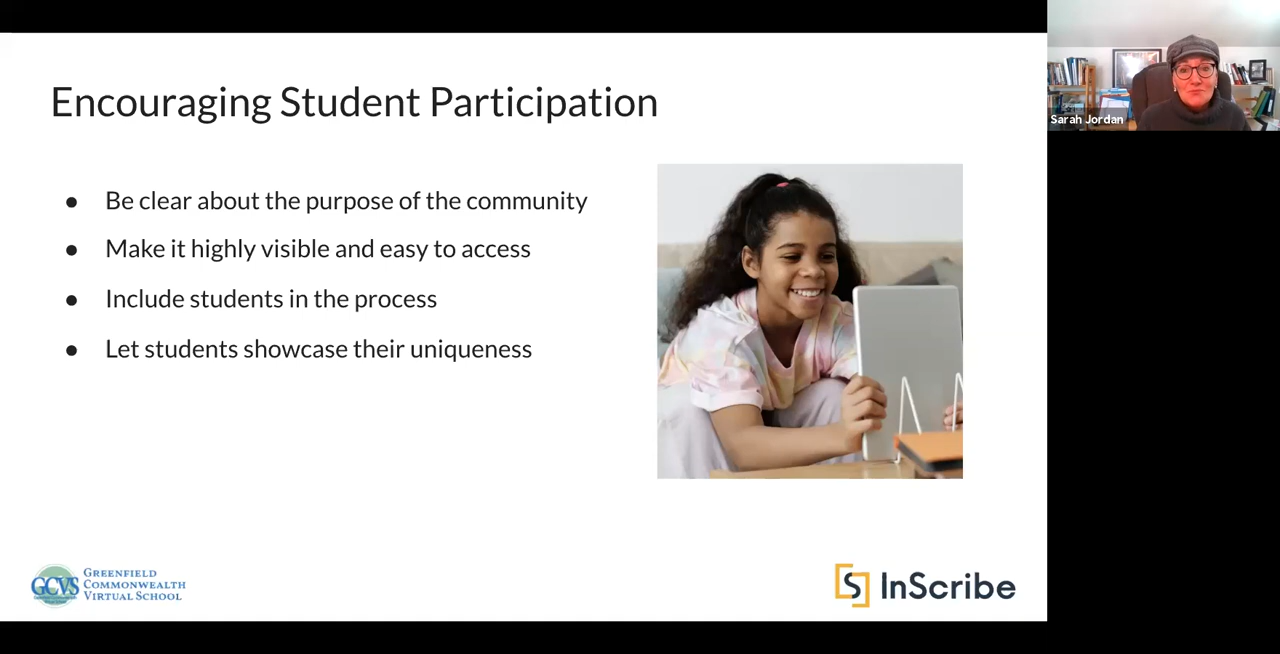 Encouraging Student Participation
● Be clear about the purpose of the community
● Make it highly visible and easy to access
● Include students in the process
● Let students showcase their uniqueness
Sarah Jordan
GCVS
GREENFIELD
COMMONWEALTH
VIRTUAL SCHOOL
InScribe